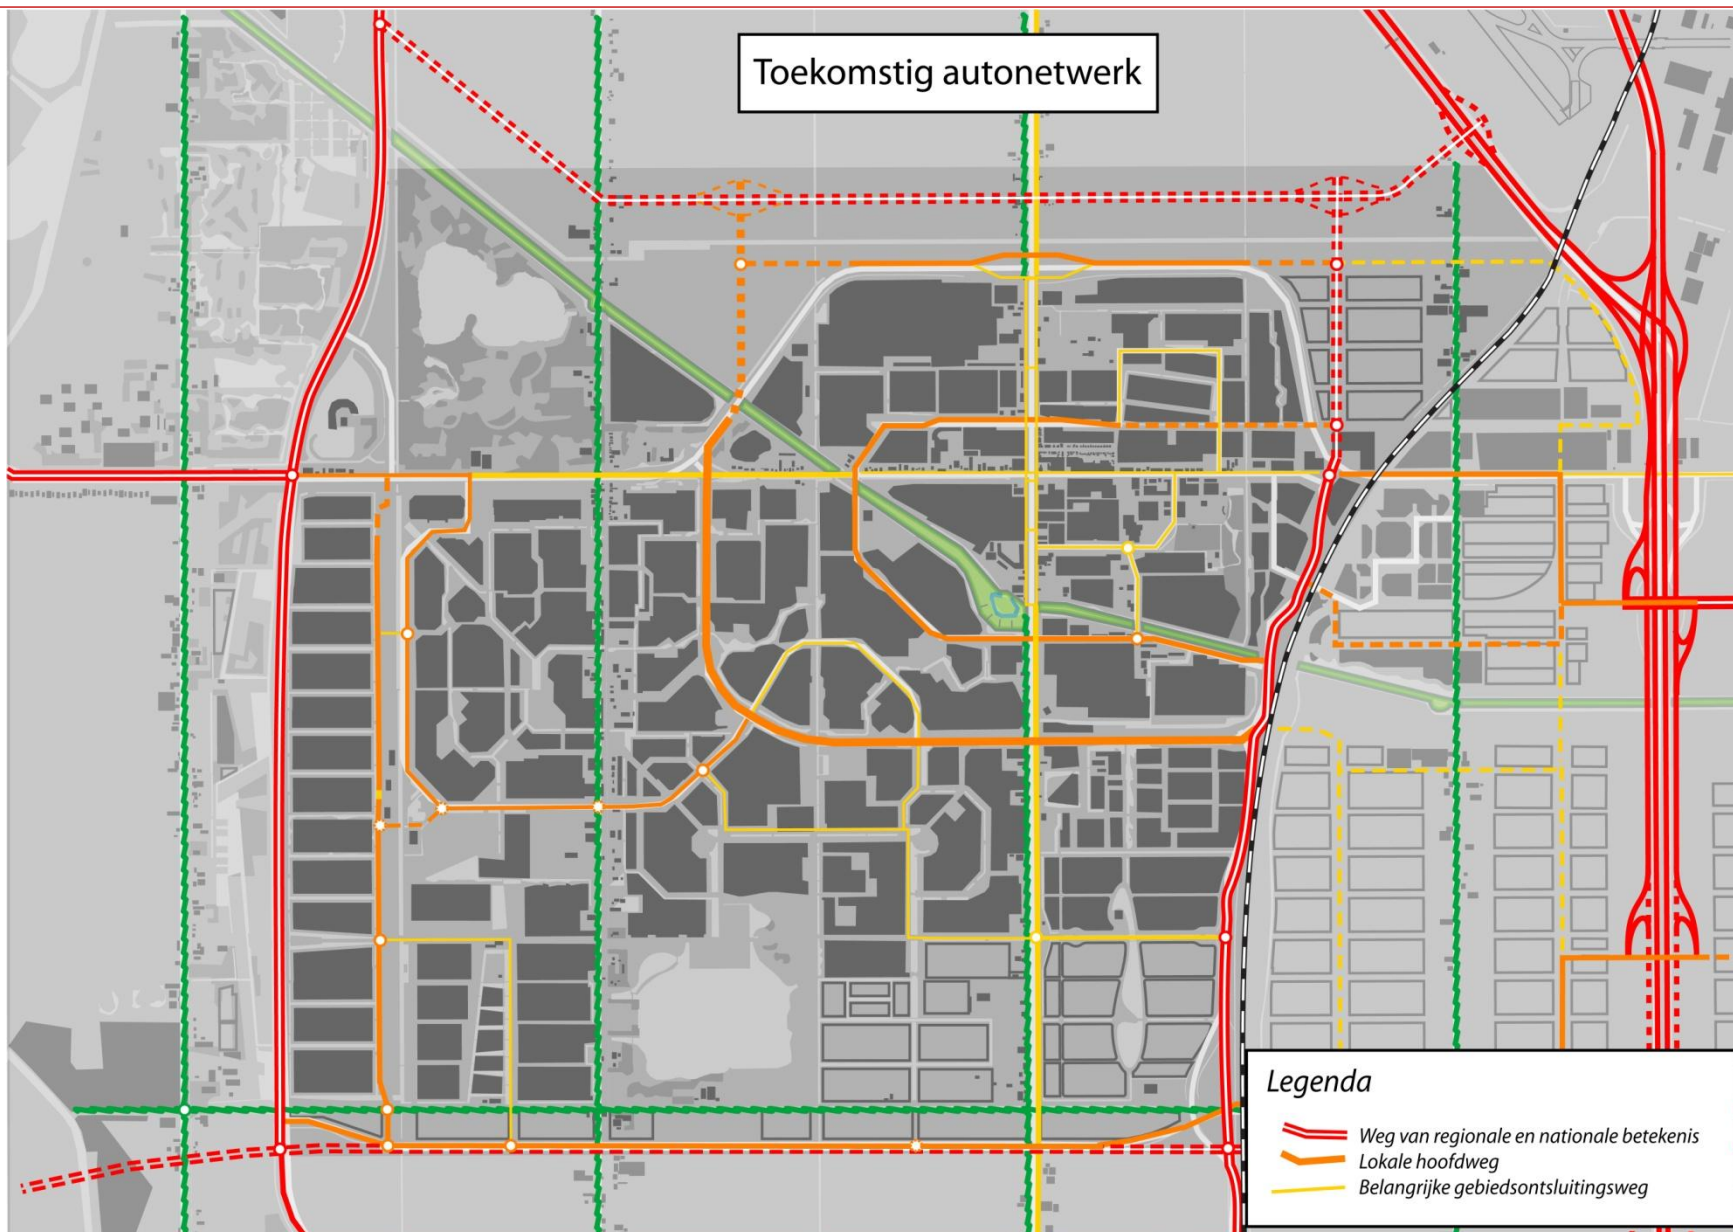 Toekomstig autonetwerk
Legenda
Weg van regionale en nationale betekenis
Lokale hoofdweg
Belangrijke gebiedsontsluitingsweg